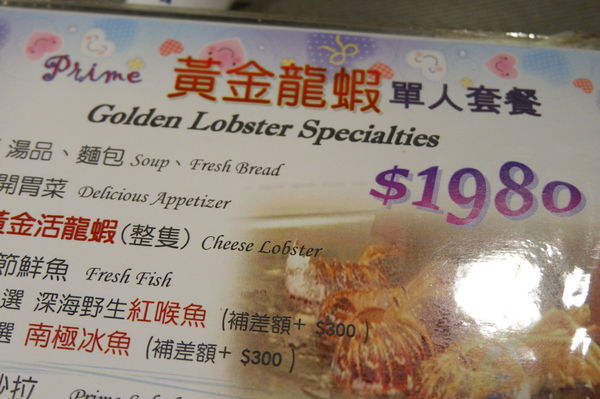 Prime 黃金龍蝦 單人套餐
Golden Lobster Specialties
湯品、麵包 Soup、Fresh Bread
$1980
開胃菜 Delicious Appetizer
黃金活龍蝦(整隻) Cheese Lobster
節鮮魚 Fresh Fish
選 深海野生紅喉魚 (補差額+ $300)
選 南極冰魚 (補差額+ $300)
沙拉 Prime